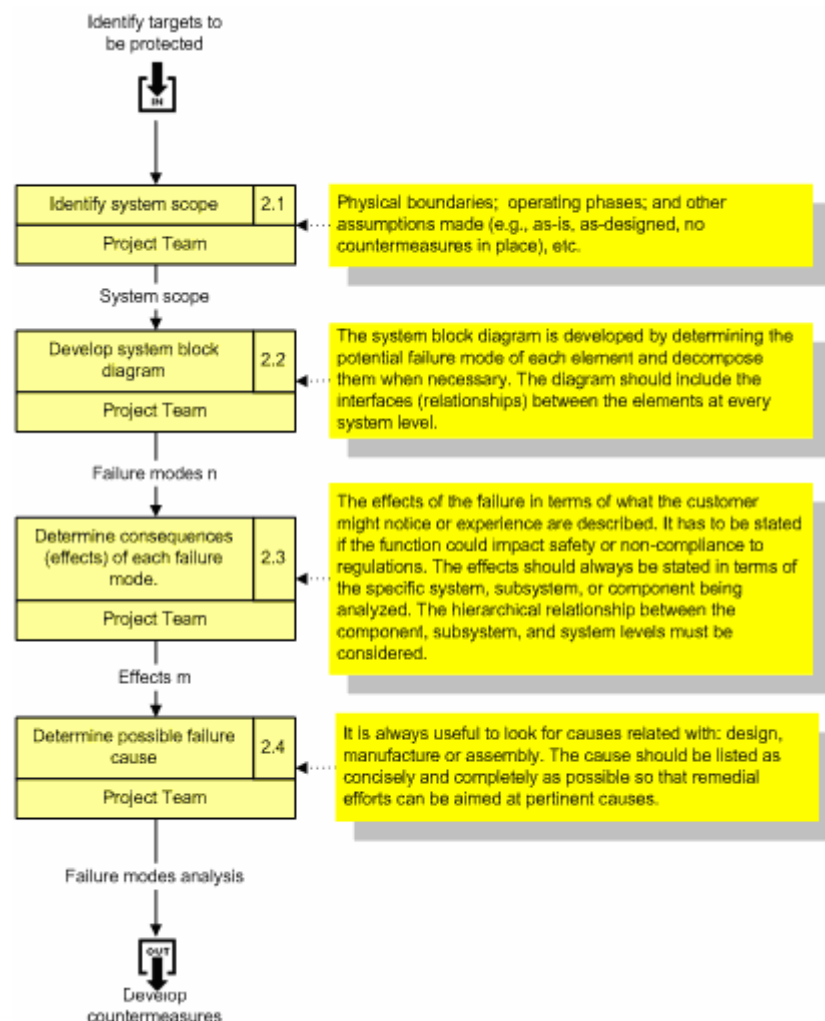 Identify targets to
be protected
IN
Identify system scope
2.1
Project Team
Physical boundaries; operating phases; and other
assumptions made (e.g., as-is, as-designed, no
countermeasures in place), etc.
System scope
Develop system block
diagram
2.2
Project Team
The system block diagram is developed by determining the
potential failure mode of each element and decompose
them when necessary. The diagram should include the
interfaces (relationships) between the elements at every
system level.
Failure modes n
Determine consequences
(effects) of each failure
mode.
2.3
Project Team
The effects of the failure in terms of what the customer
might notice or experience are described. It has to be stated
if the function could impact safety or non-compliance to
regulations. The effects should always be stated in terms of
the specific system, subsystem, or component being
analyzed. The hierarchical relationship between the
component, subsystem, and system levels must be
considered.
Effects m
Determine possible failure
cause
2.4
Project Team
It is always useful to look for causes related with: design,
manufacture or assembly. The cause should be listed as
concisely and completely as possible so that remedial
efforts can be aimed at pertinent causes.
Failure modes analysis
OUT
Develop
countermeasures